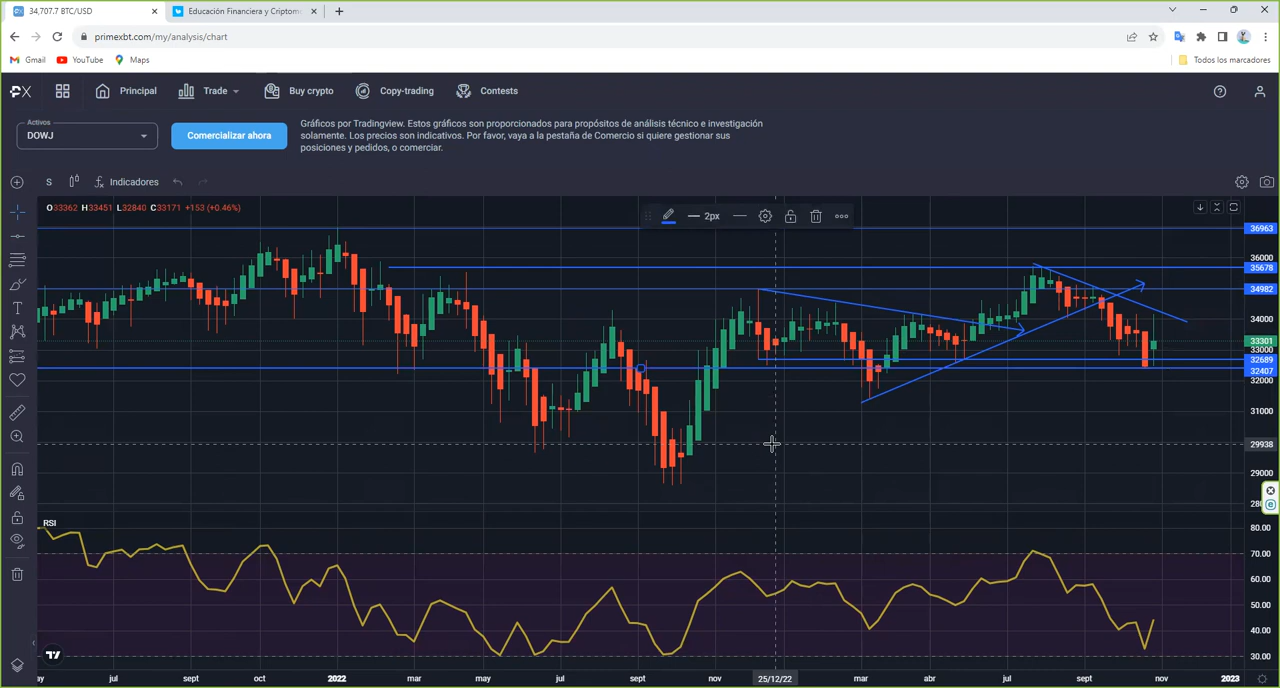 34,707.7 BTC/USD
Educación Financiera y Criptom
primexbt.com/my/analysis/chart
Gmail YouTube Maps Todos los marcadores
PX Principal Trade Buy crypto Copy-trading Contests
Activos
DOWJ
Comercializar ahora
Gráficos por Tradingview. Estos gráficos son proporcionados para propósitos de análisis técnico e investigación
solamente. Los precios son indicativos. Por favor, vaya a la pestaña de Comercio si quiere gestionar sus
posiciones y pedidos, o comerciar.
S Indicadores
O33362 H33451 L32840 C33171 +153 (+0.46%)
2px
36963
36000
35678
34982
34000
33301
33000
32689
32407
32000
31000
29938
29000
RSI
80.00
70.00
60.00
50.00
40.00
30.00
jul sept oct 2022 mar may jul sept nov 25/12/22 mar abr jul sept nov 2023